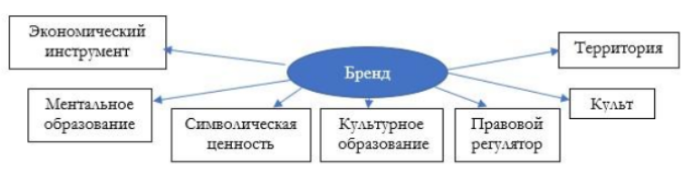 Экономический
инструмент
Бренд
Территория
Ментальное
образование
Символическая
ценность
Культурное
образование
Правовой
регулятор
Культ